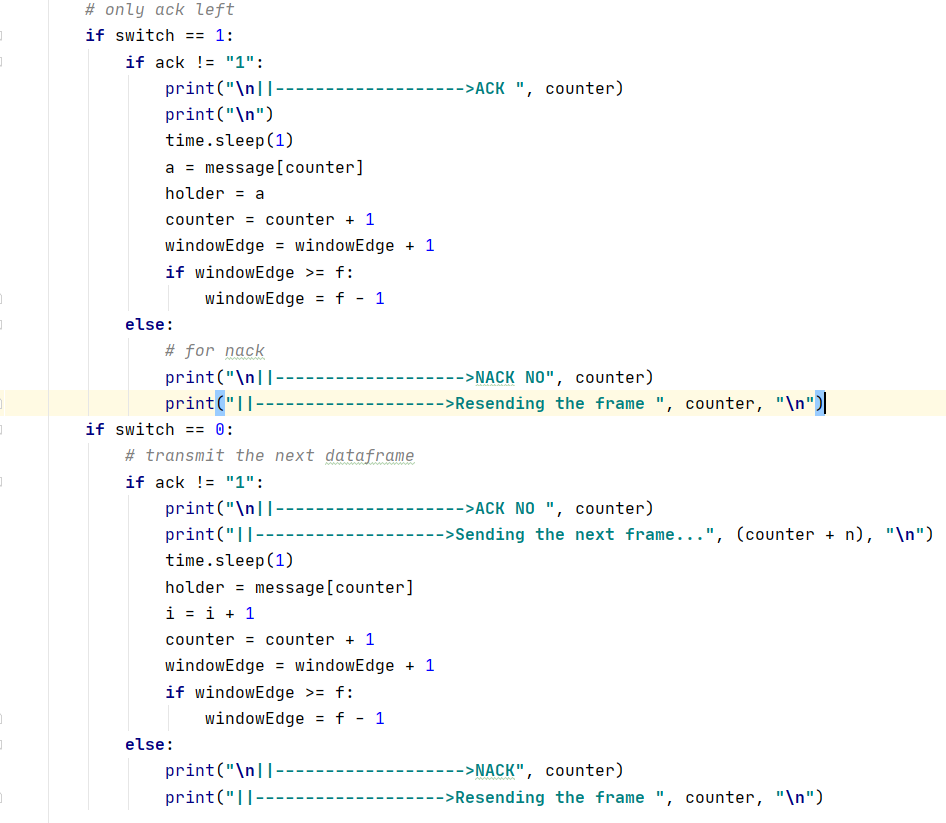 # only ack left
if switch == 1:
    if ack != "1":
        print("\n||------------------->ACK ", counter)
        print("\n")
        time.sleep(1)
        a = message[counter]
        holder = a
        counter = counter + 1
        windowEdge = windowEdge + 1
        if windowEdge >= f:
            windowEdge = f - 1
    else:
        # for nack
        print("\n||------------------->NACK NO", counter)
        print("||------------------->Resending the frame ", counter, "\n")
if switch == 0:
    # transmit the next dataframe
    if ack != "1":
        print("\n||------------------->ACK NO ", counter)
        print("||------------------->Sending the next frame...", (counter + n), "\n")
        time.sleep(1)
        holder = message[counter]
        i = i + 1
        counter = counter + 1
        windowEdge = windowEdge + 1
        if windowEdge >= f:
            windowEdge = f - 1
    else:
        print("\n||------------------->NACK", counter)
        print("||------------------->Resending the frame ", counter, "\n")